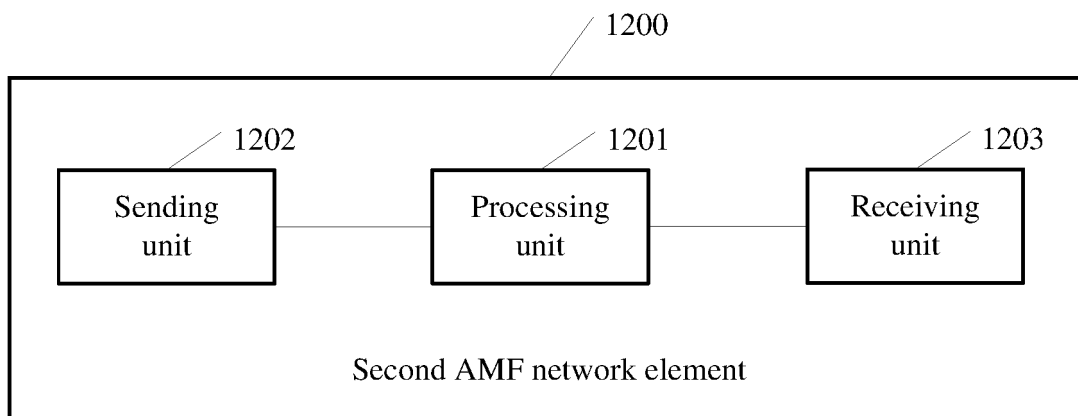 1200
1202
1201
1203
Sending
unit
Processing
unit
Receiving
unit
Second AMF network element